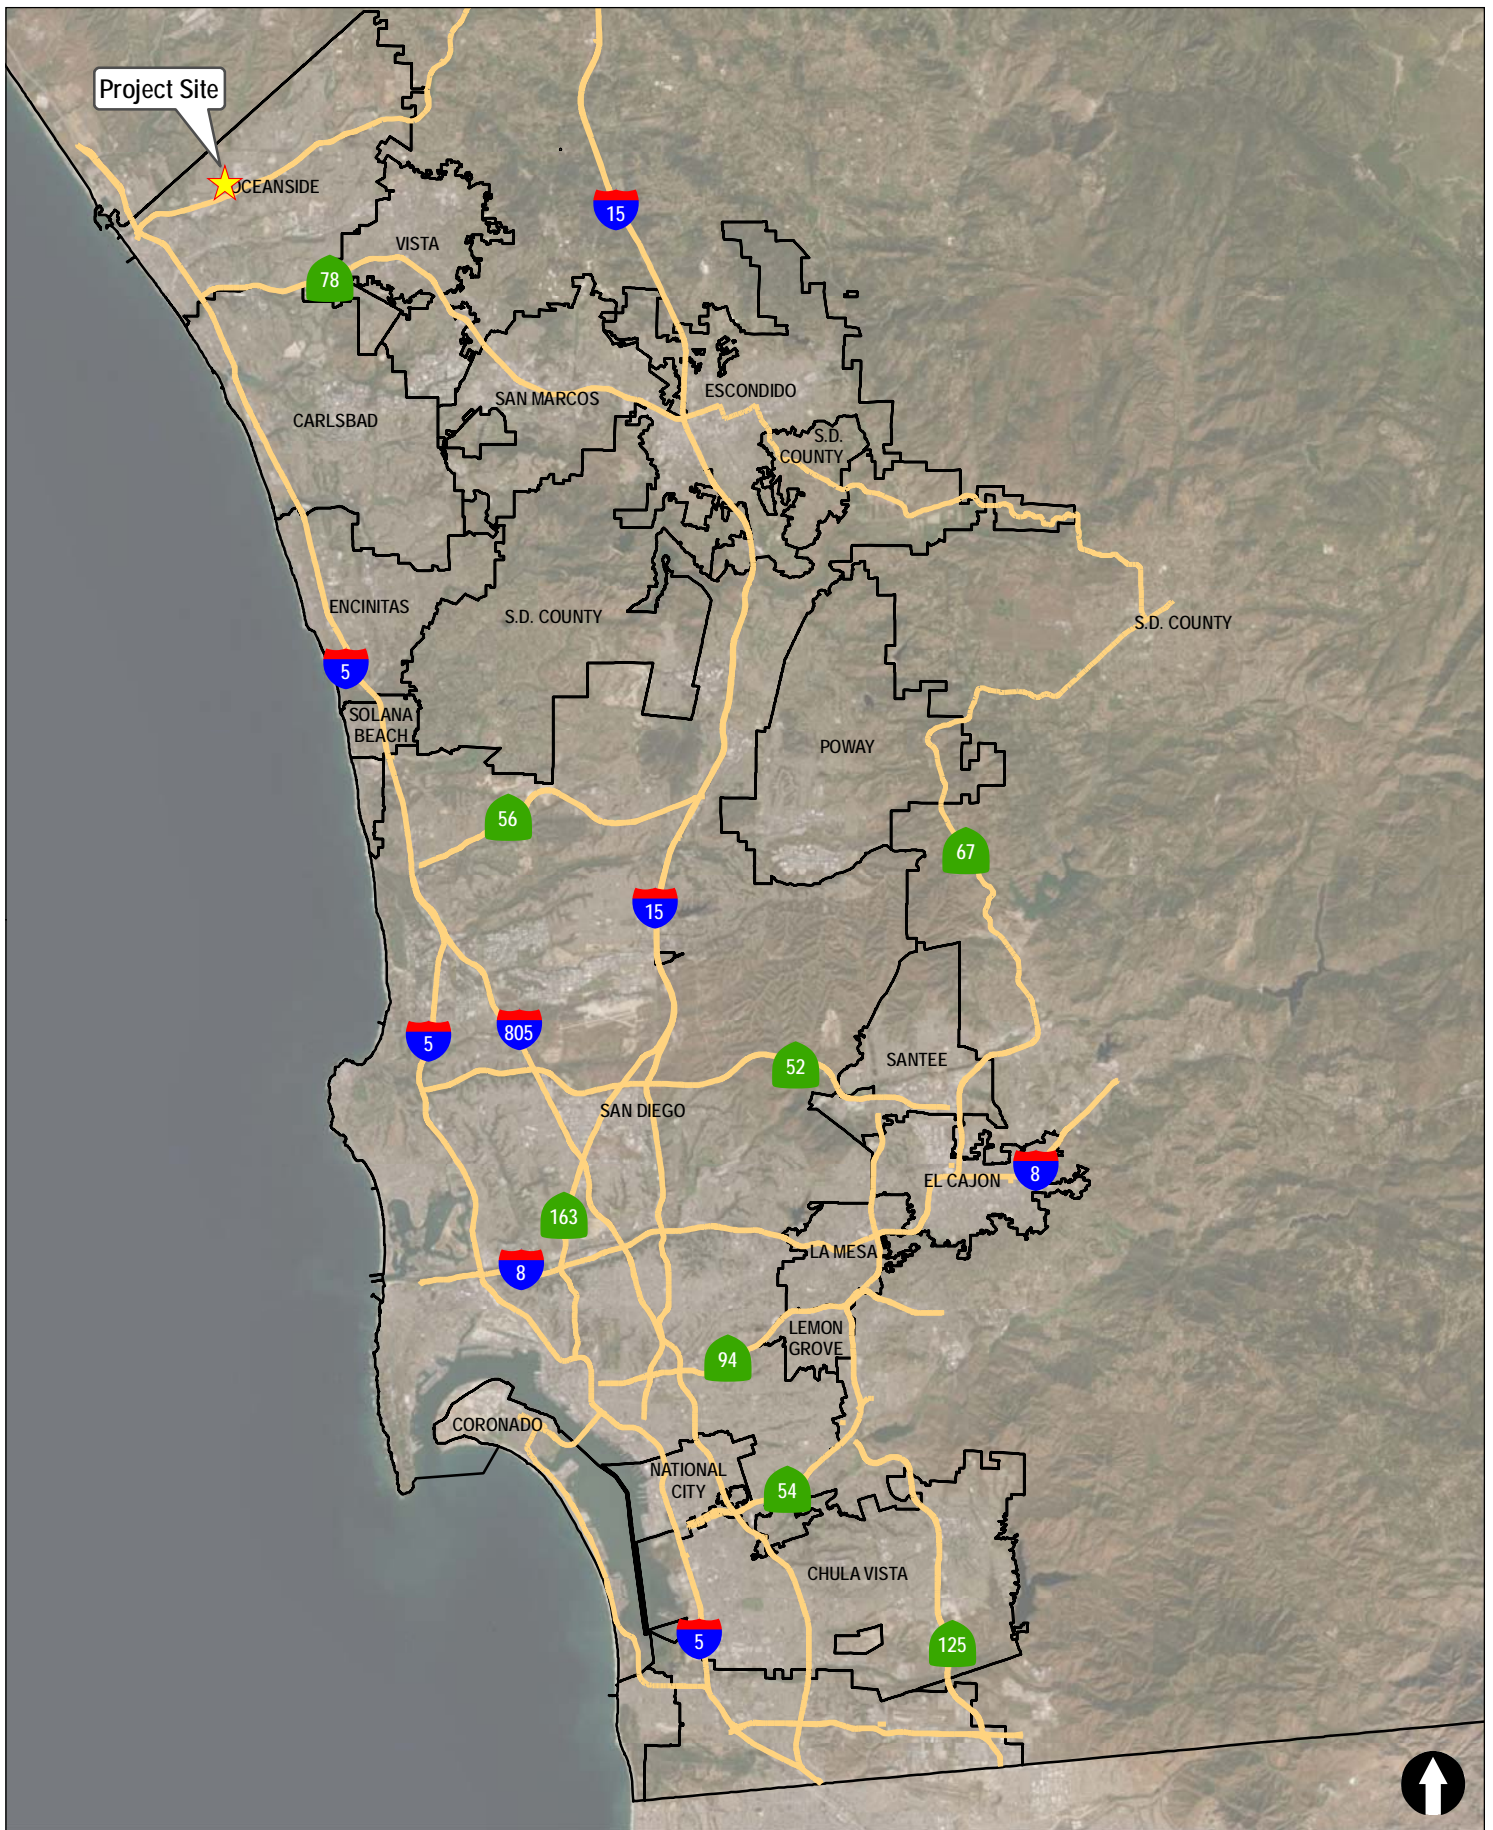 Project Site
OCEANSIDE
15
VISTA
78
ESCONDIDO
SAN MARCOS
CARLSBAD
S.D.
COUNTY
ENCINITAS
S.D. COUNTY
S.D. COUNTY
5
SOLANA
BEACH
POWAY
56
67
15
5
805
52
SANTEE
SAN DIEGO
EL CAJON
8
163
LA MESA
8
LEMON
GROVE
94
CORONADO
NATIONAL
CITY
54
CHULA VISTA
5
125